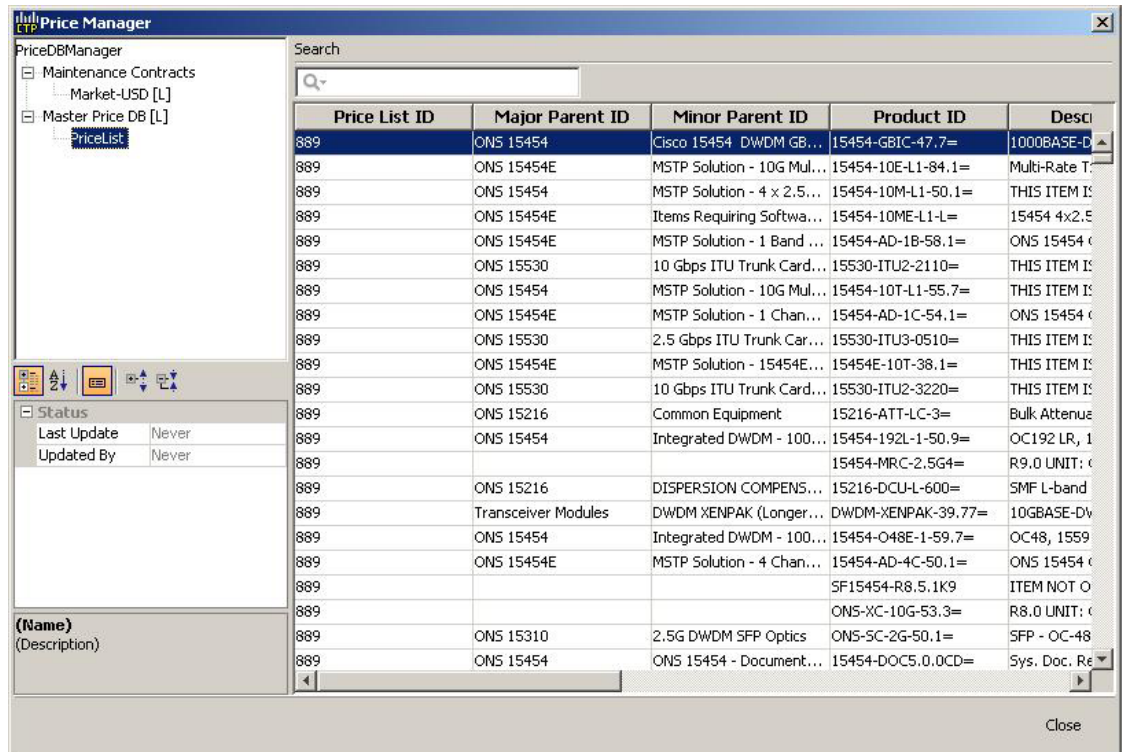 CTP Price Manager
PriceDBManager
Maintenance Contracts
Market-USD [L]
Master Price DB [L]
PriceList
Search
Price List ID Major Parent ID Minor Parent ID Product ID Descr
889 ONS 15454 Cisco 15454 DWDM GB... 15454-GBIC-47.7= 1000BASE-D
889 ONS 15454E MSTP Solution - 10G Mul... 15454-10E-L1-84.1= Multi-Rate T
889 ONS 15454 MSTP Solution - 4 x 2.5... 15454-10M-L1-50.1= THIS ITEM IS
889 ONS 15454E Items Requiring Softwa... 15454-10ME-L1-L= 15454 4x2.5
889 ONS 15454E MSTP Solution - 1 Band ... 15454-AD-1B-58.1= ONS 15454
889 ONS 15530 10 Gbps ITU Trunk Card... 15530-ITU2-2110= THIS ITEM IS
889 ONS 15454 MSTP Solution - 10G Mul... 15454-10T-L1-55.7= THIS ITEM IS
889 ONS 15454E MSTP Solution - 1 Chan... 15454-AD-1C-54.1= ONS 15454
889 ONS 15530 2.5 Gbps ITU Trunk Car... 15530-ITU3-0510= THIS ITEM IS
889 ONS 15454E MSTP Solution - 15454E... 15454E-10T-38.1= THIS ITEM IS
889 ONS 15530 10 Gbps ITU Trunk Card... 15530-ITU2-3220= THIS ITEM IS
889 ONS 15216 Common Equipment 15216-ATT-LC-3= Bulk Attenua
889 ONS 15454 Integrated DWDM - 100... 15454-192L-1-50.9= OC192 LR, 1
889 15454-MRC-2.5G4= R9.0 UNIT:
889 ONS 15216 DISPERSION COMPENS... 15216-DCU-L-600= SMF L-band
889 Transceiver Modules DWDM XENPAK (Longer... DWDM-XENPAK-39.77= 10GBASE-DW
889 ONS 15454 Integrated DWDM - 100... 15454-O48E-1-59.7= OC48, 1559
889 ONS 15454E MSTP Solution - 4 Chan... 15454-AD-4C-50.1= ONS 15454
889 SF15454-R8.5.1K9 ITEM NOT O
889 ONS-XC-10G-53.3= R8.0 UNIT:
889 ONS 15310 2.5G DWDM SFP Optics ONS-SC-2G-50.1= SFP - OC-48
889 ONS 15454 ONS 15454 - Document... 15454-DOC5.0.0CD= Sys. Doc. Re
Status
Last Update Never
Updated By Never
(Name)
(Description)
Close